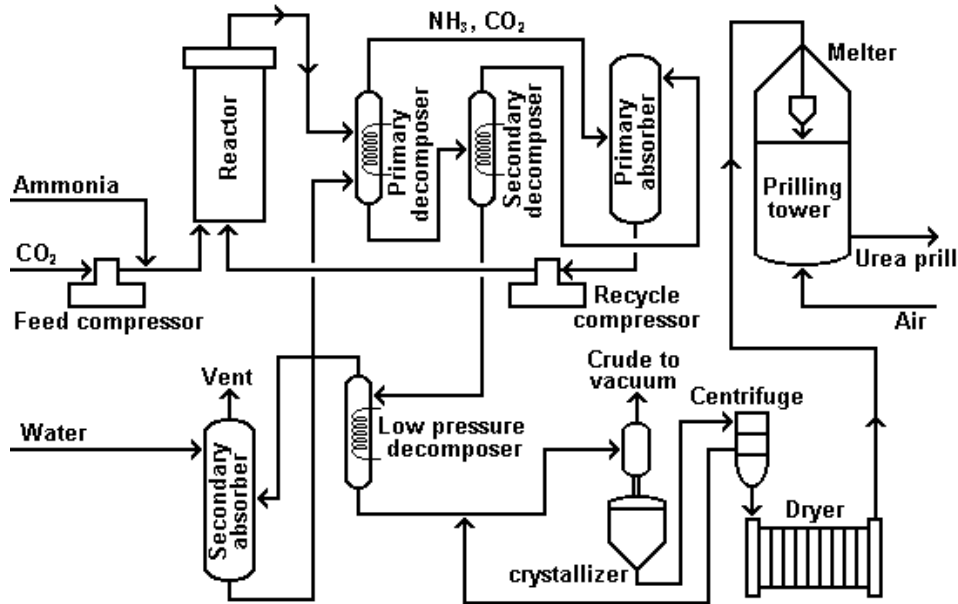 NH₃, CO₂
Reactor
Primary
decomposer
Secondary
decomposer
Primary
absorber
Melter
Prilling
tower
Ammonia
CO₂
Feed compressor
Recycle
compressor
Urea prill
Air
Vent
Water
Secondary
absorber
Low pressure
decomposer
Crude to
vacuum
Centrifuge
crystallizer
Dryer